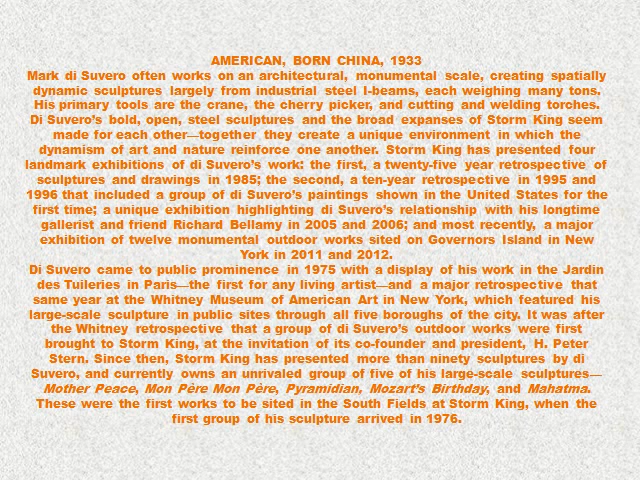 AMERICAN, BORN CHINA, 1933
Mark di Suvero often works on an architectural, monumental scale, creating spatially
dynamic sculptures largely from industrial steel I-beams, each weighing many tons.
His primary tools are the crane, the cherry picker, and cutting and welding torches.
Di Suvero’s bold, open, steel sculptures and the broad expanses of Storm King seem
made for each other—together they create a unique environment in which the
dynamism of art and nature reinforce one another. Storm King has presented four
landmark exhibitions of di Suvero’s work: the first, a twenty-five year retrospective of
sculptures and drawings in 1985; the second, a ten-year retrospective in 1995 and
1996 that included a group of di Suvero’s paintings shown in the United States for the
first time; a unique exhibition highlighting di Suvero’s relationship with his longtime
gallerist and friend Richard Bellamy in 2005 and 2006; and most recently, a major
exhibition of twelve monumental outdoor works sited on Governors Island in New
York in 2011 and 2012.
Di Suvero came to public prominence in 1975 with a display of his work in the Jardin
des Tuileries in Paris—the first for any living artist—and a major retrospective that
same year at the Whitney Museum of American Art in New York, which featured his
large-scale sculpture in public sites through all five boroughs of the city. It was after
the Whitney retrospective that a group of di Suvero’s outdoor works were first
brought to Storm King, at the invitation of its co-founder and president, H. Peter
Stern. Since then, Storm King has presented more than ninety sculptures by di
Suvero, and currently owns an unrivaled group of five of his large-scale sculptures—
Mother Peace, Mon Père Mon Père, Pyramidian, Mozart’s Birthday, and Mahatma.
These were the first works to be sited in the South Fields at Storm King, when the
first group of his sculpture arrived in 1976.